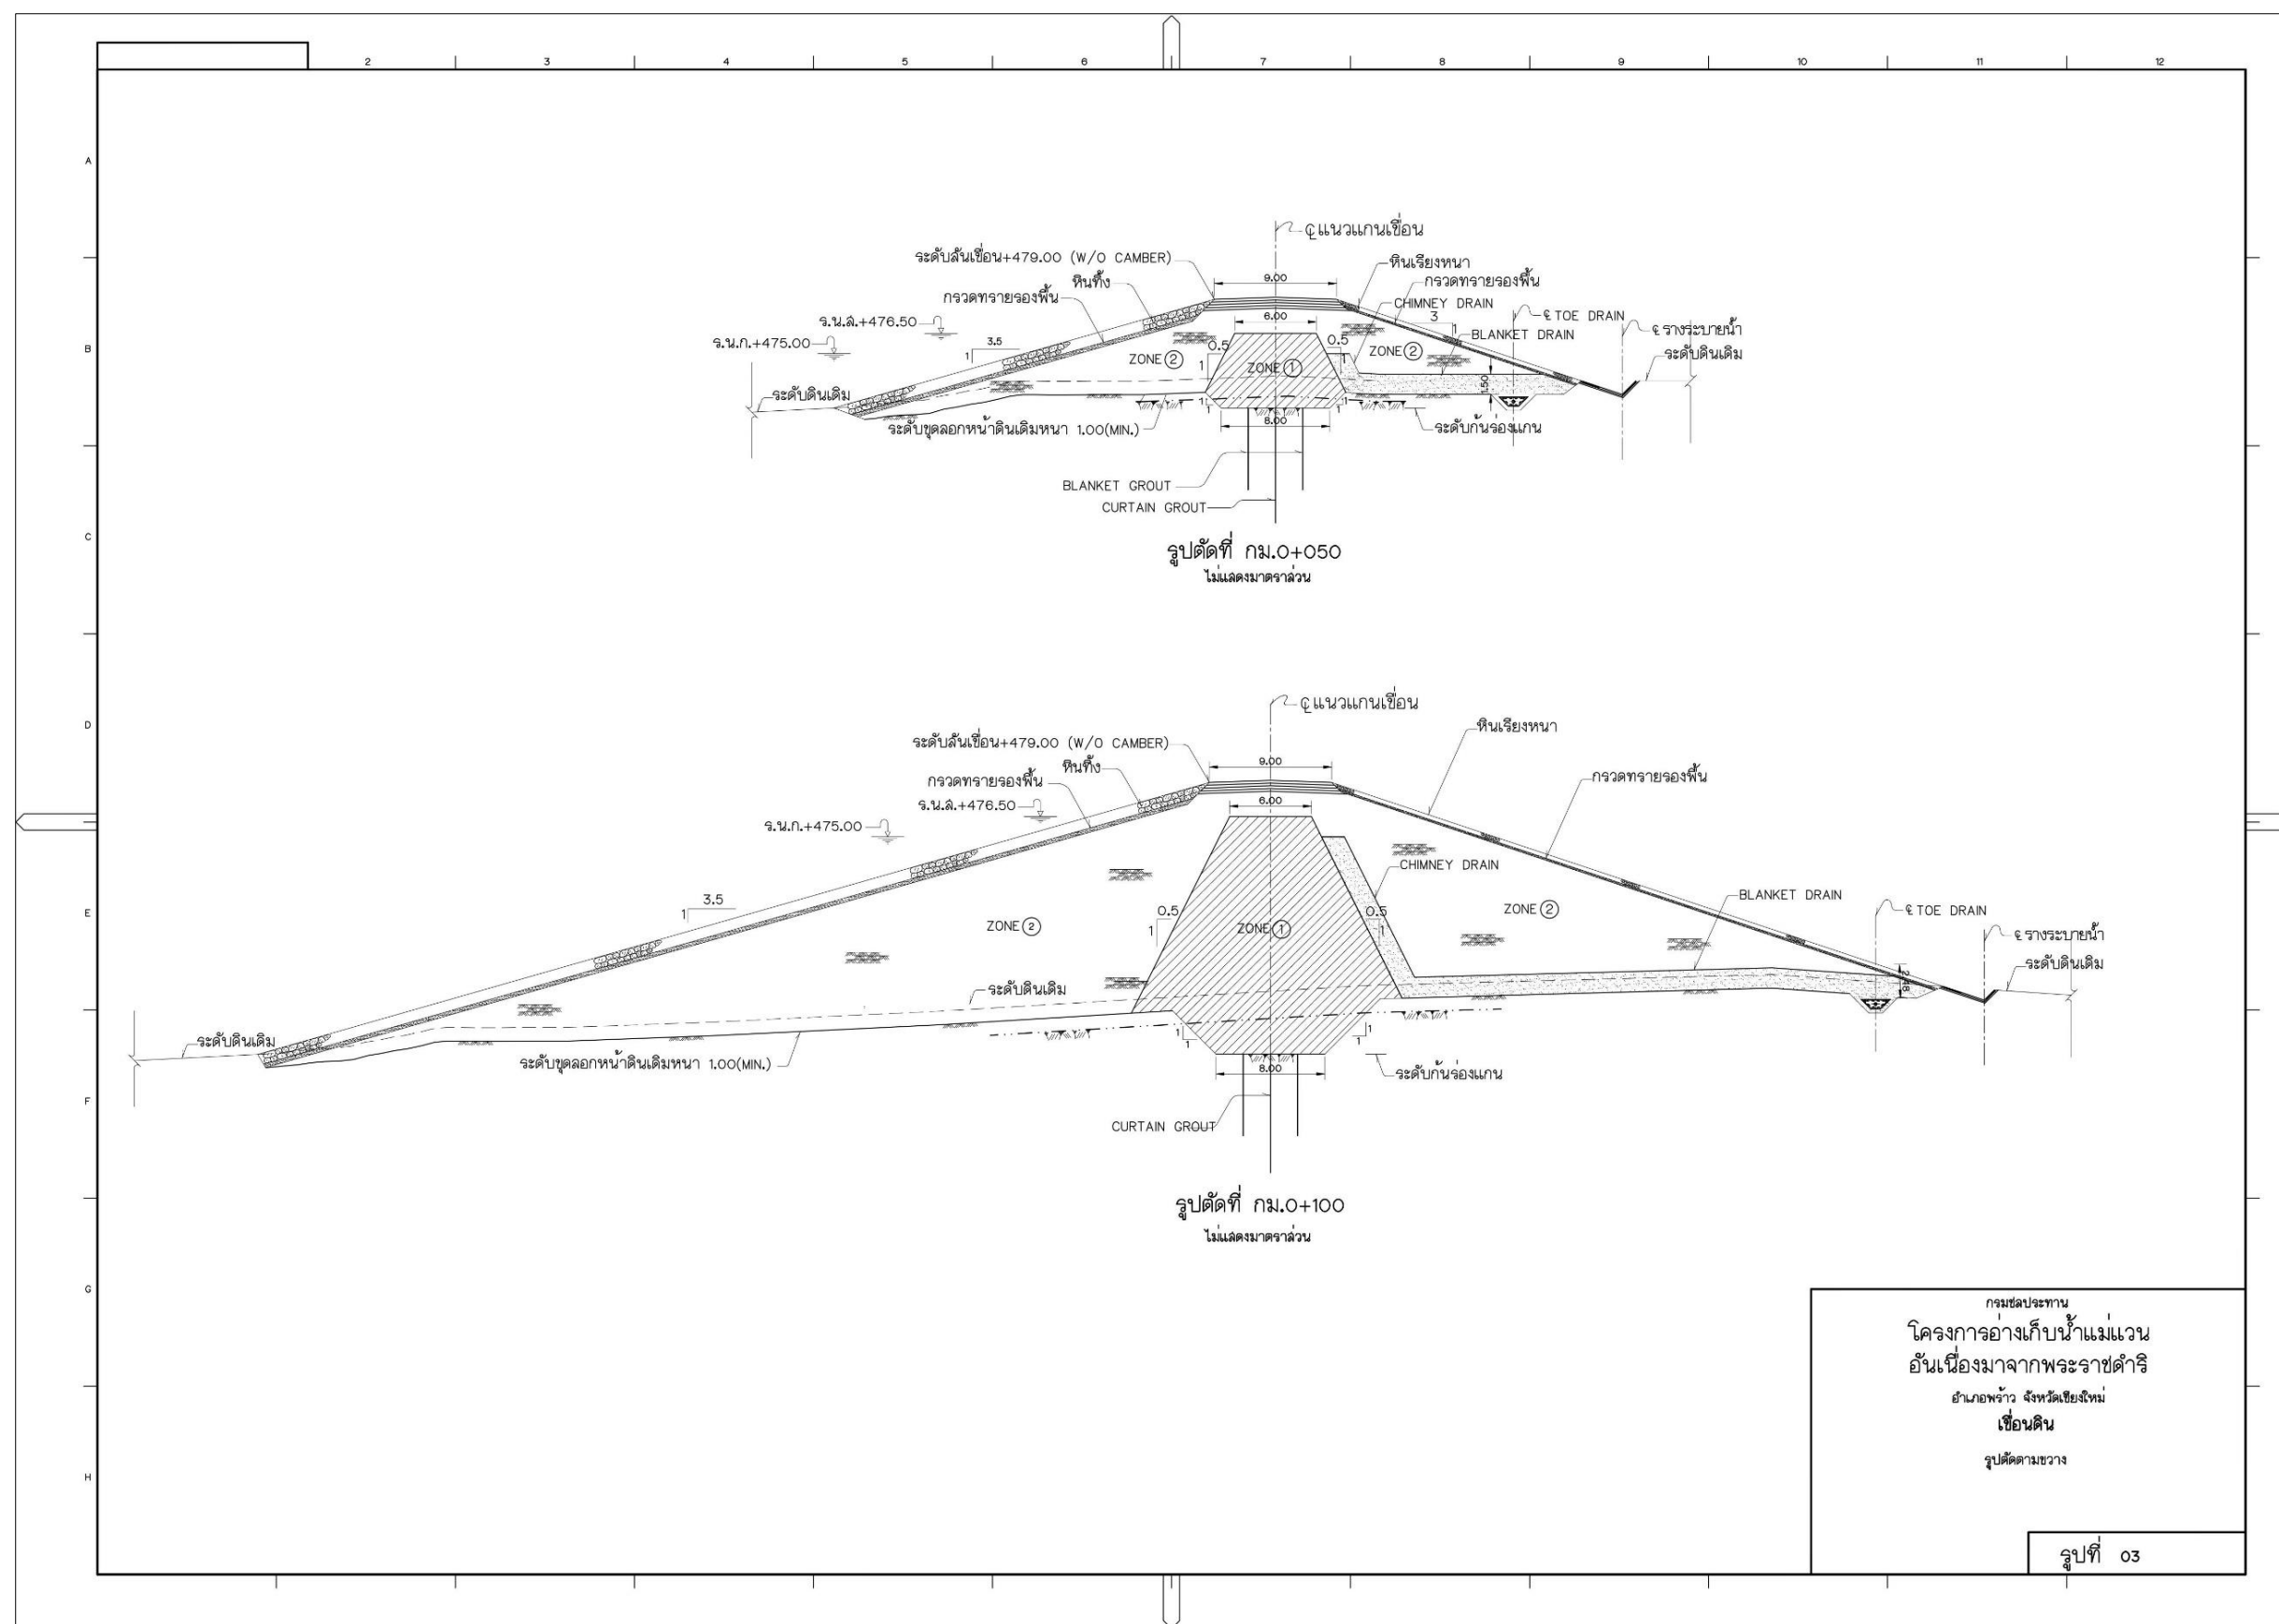 2 3 4 5 6 7 8 9 10 11 12
A
B
C
D
E
F
G
H
℄ แนวแกนเขื่อน
ระดับสันเขื่อน+479.00 (W/O CAMBER)
หินทิ้ง
กรวดทรายรองพื้น
ร.น.ส.+476.50
ร.น.ก.+475.00
9.00
หินเรียงหนา
กรวดทรายรองพื้น
CHIMNEY DRAIN
3
1
℄ TOE DRAIN
BLANKET DRAIN
℄ รางระบายน้ำ
ระดับดินเดิม
6.00
3.5
1
0.5
1
0.5
1
ZONE 2
ZONE 1
ZONE 2
1.50
ระดับดินเดิม
1
1
1
1
ระดับขุดลอกหน้าดินเดิมหนา 1.00(MIN.)
8.00
ระดับก้นร่องแกน
BLANKET GROUT
CURTAIN GROUT
รูปตัดที่ กม.0+050
ไม่แสดงมาตราส่วน
℄ แนวแกนเขื่อน
ระดับสันเขื่อน+479.00 (W/O CAMBER)
หินทิ้ง
กรวดทรายรองพื้น
ร.น.ส.+476.50
ร.น.ก.+475.00
9.00
หินเรียงหนา
กรวดทรายรองพื้น
6.00
CHIMNEY DRAIN
BLANKET DRAIN
℄ TOE DRAIN
℄ รางระบายน้ำ
ระดับดินเดิม
3.5
1
0.5
1
0.5
1
ZONE 2
ZONE 1
ZONE 2
ระดับดินเดิม
ระดับดินเดิม
1
1
1
1
ระดับขุดลอกหน้าดินเดิมหนา 1.00(MIN.)
8.00
ระดับก้นร่องแกน
CURTAIN GROUT
รูปตัดที่ กม.0+100
ไม่แสดงมาตราส่วน
กรมชลประทาน
โครงการอ่างเก็บน้ำแม่แวน
อันเนื่องมาจากพระราชดำริ
อำเภอพร้าว จังหวัดเชียงใหม่
เขื่อนดิน
รูปตัดตามขวาง
รูปที่ 03